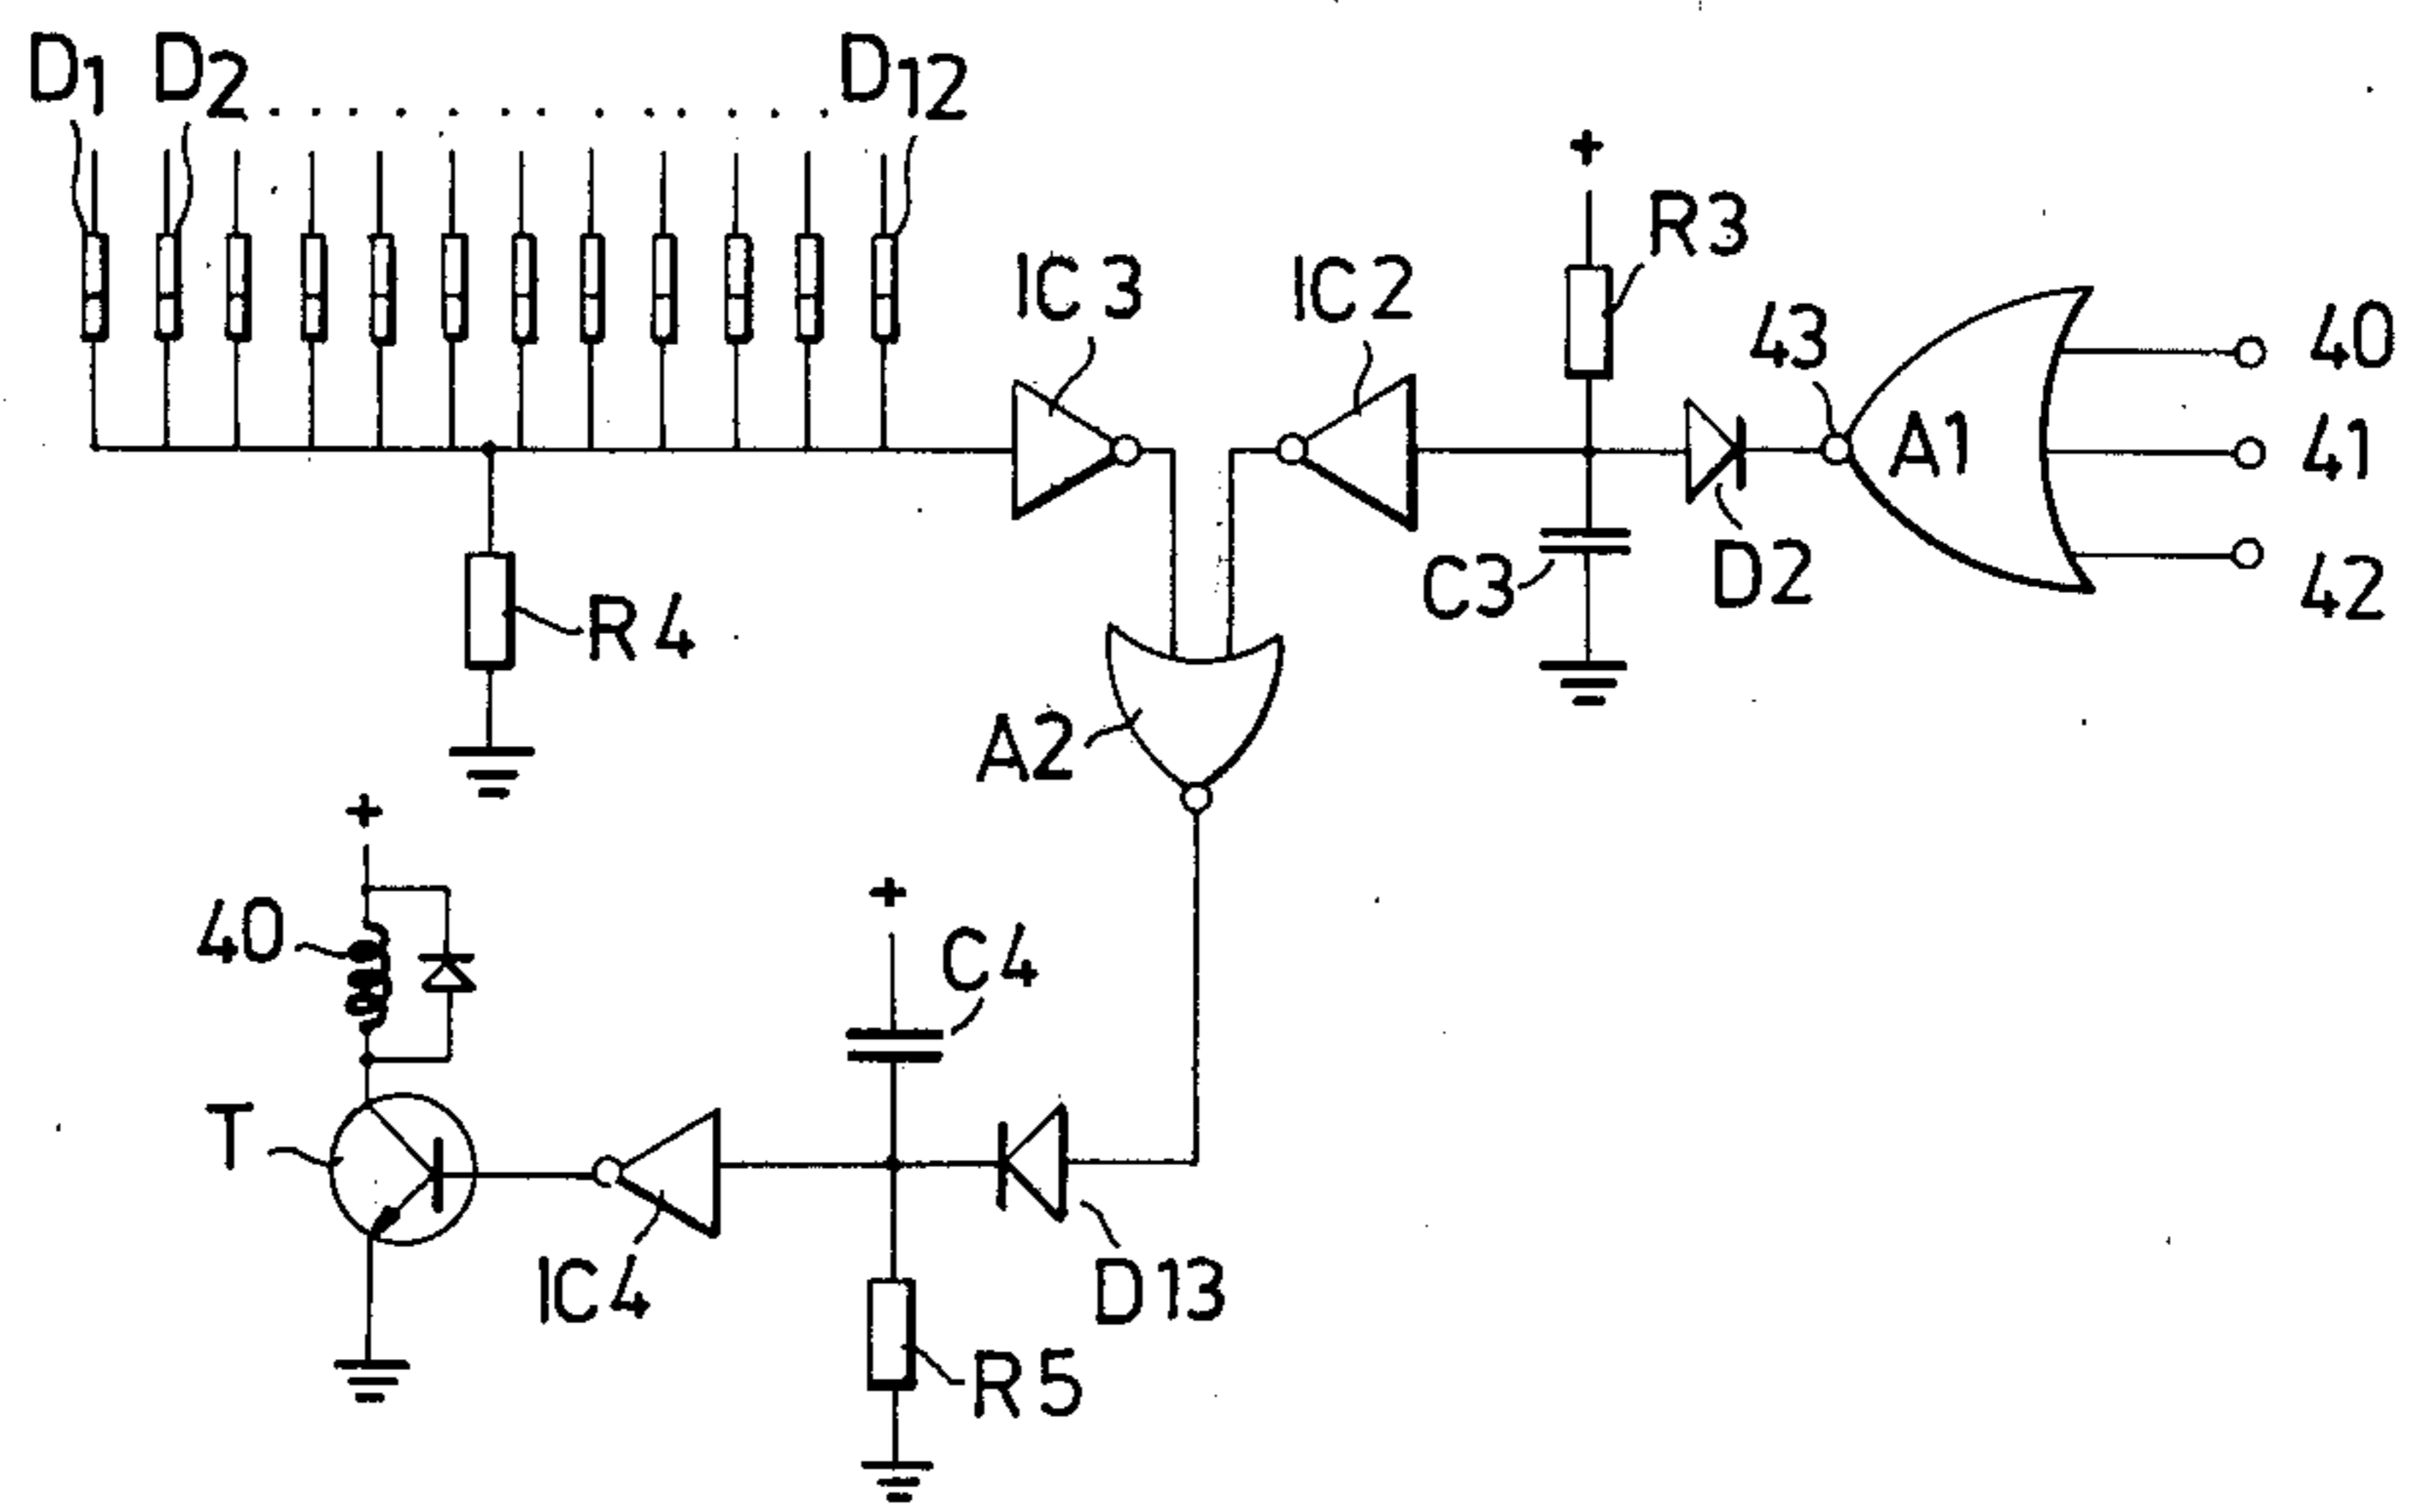 D1 D2 . . . . . . . . . . . . D12
+
R3
IC3 IC2
43
40
A1
41
C3 D2
42
R4
A2
+
+
40
C4
T
IC4
D13
R5